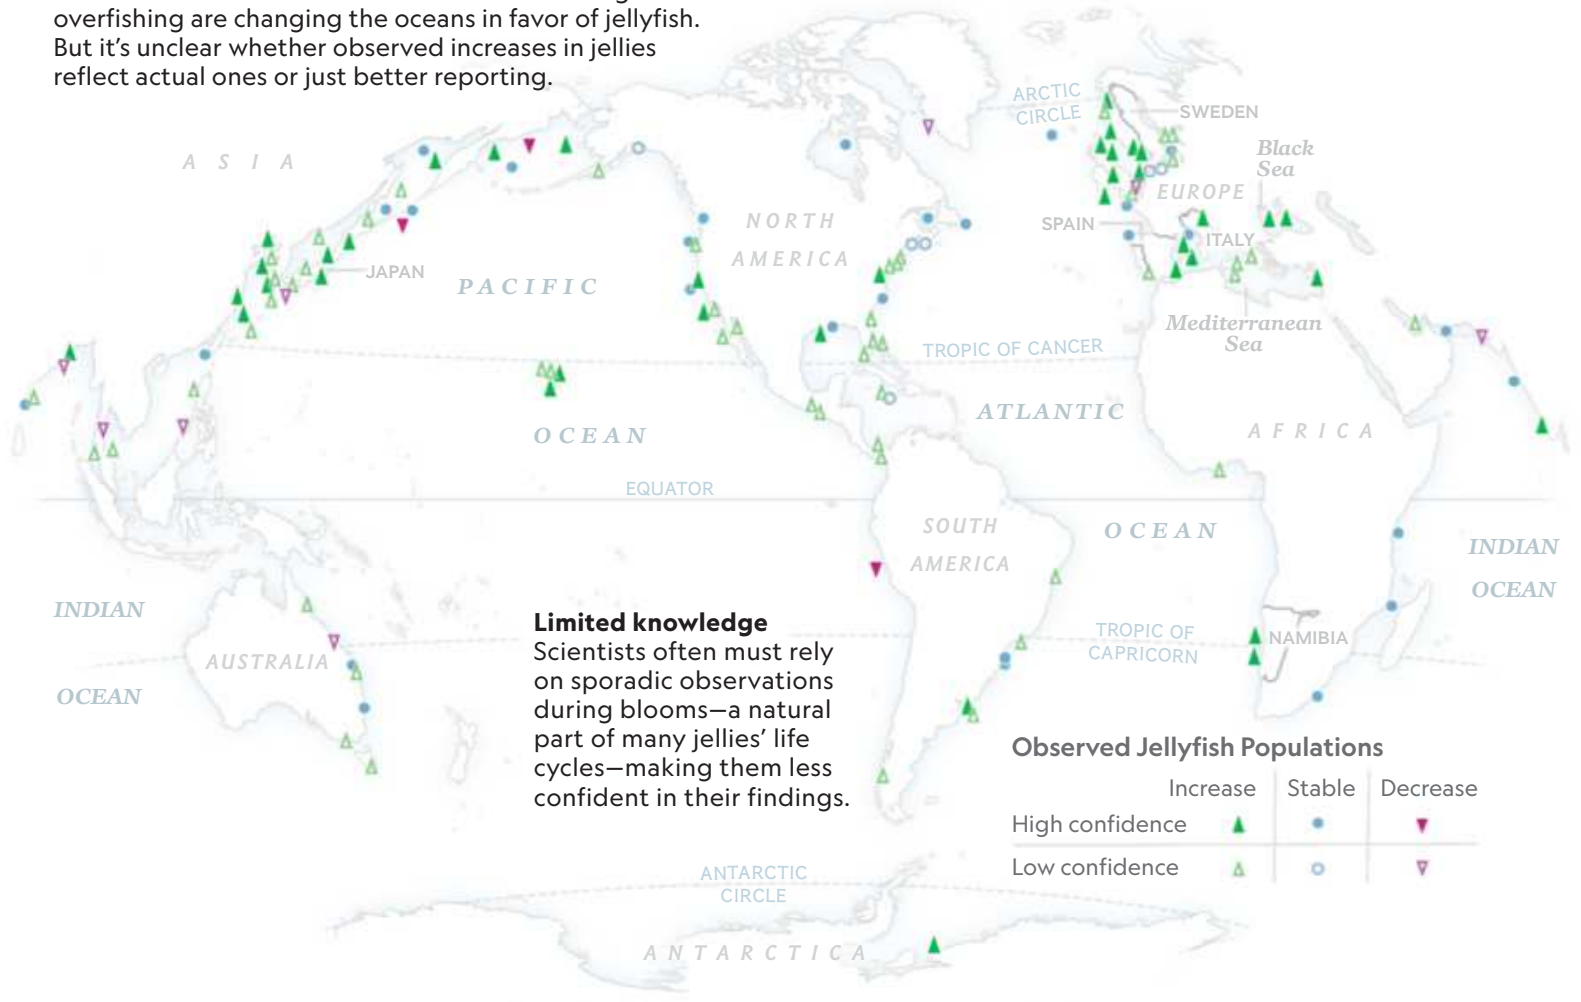 overfishing are changing the oceans in favor of jellyfish.
But it's unclear whether observed increases in jellies
reflect actual ones or just better reporting.
ARCTIC
CIRCLE
SWEDEN
ASIA
Black
Sea
EUROPE
NORTH
AMERICA
SPAIN
ITALY
JAPAN
PACIFIC
Mediterranean
Sea
TROPIC OF CANCER
ATLANTIC
OCEAN
AFRICA
EQUATOR
SOUTH
AMERICA
OCEAN
INDIAN
OCEAN
INDIAN
OCEAN
AUSTRALIA
Limited knowledge
Scientists often must rely
on sporadic observations
during blooms—a natural
part of many jellies' life
cycles—making them less
confident in their findings.
TROPIC OF
CAPRICORN
NAMIBIA
Observed Jellyfish Populations
Increase Stable Decrease
High confidence
Low confidence
ANTARCTIC
CIRCLE
ANTARCTICA